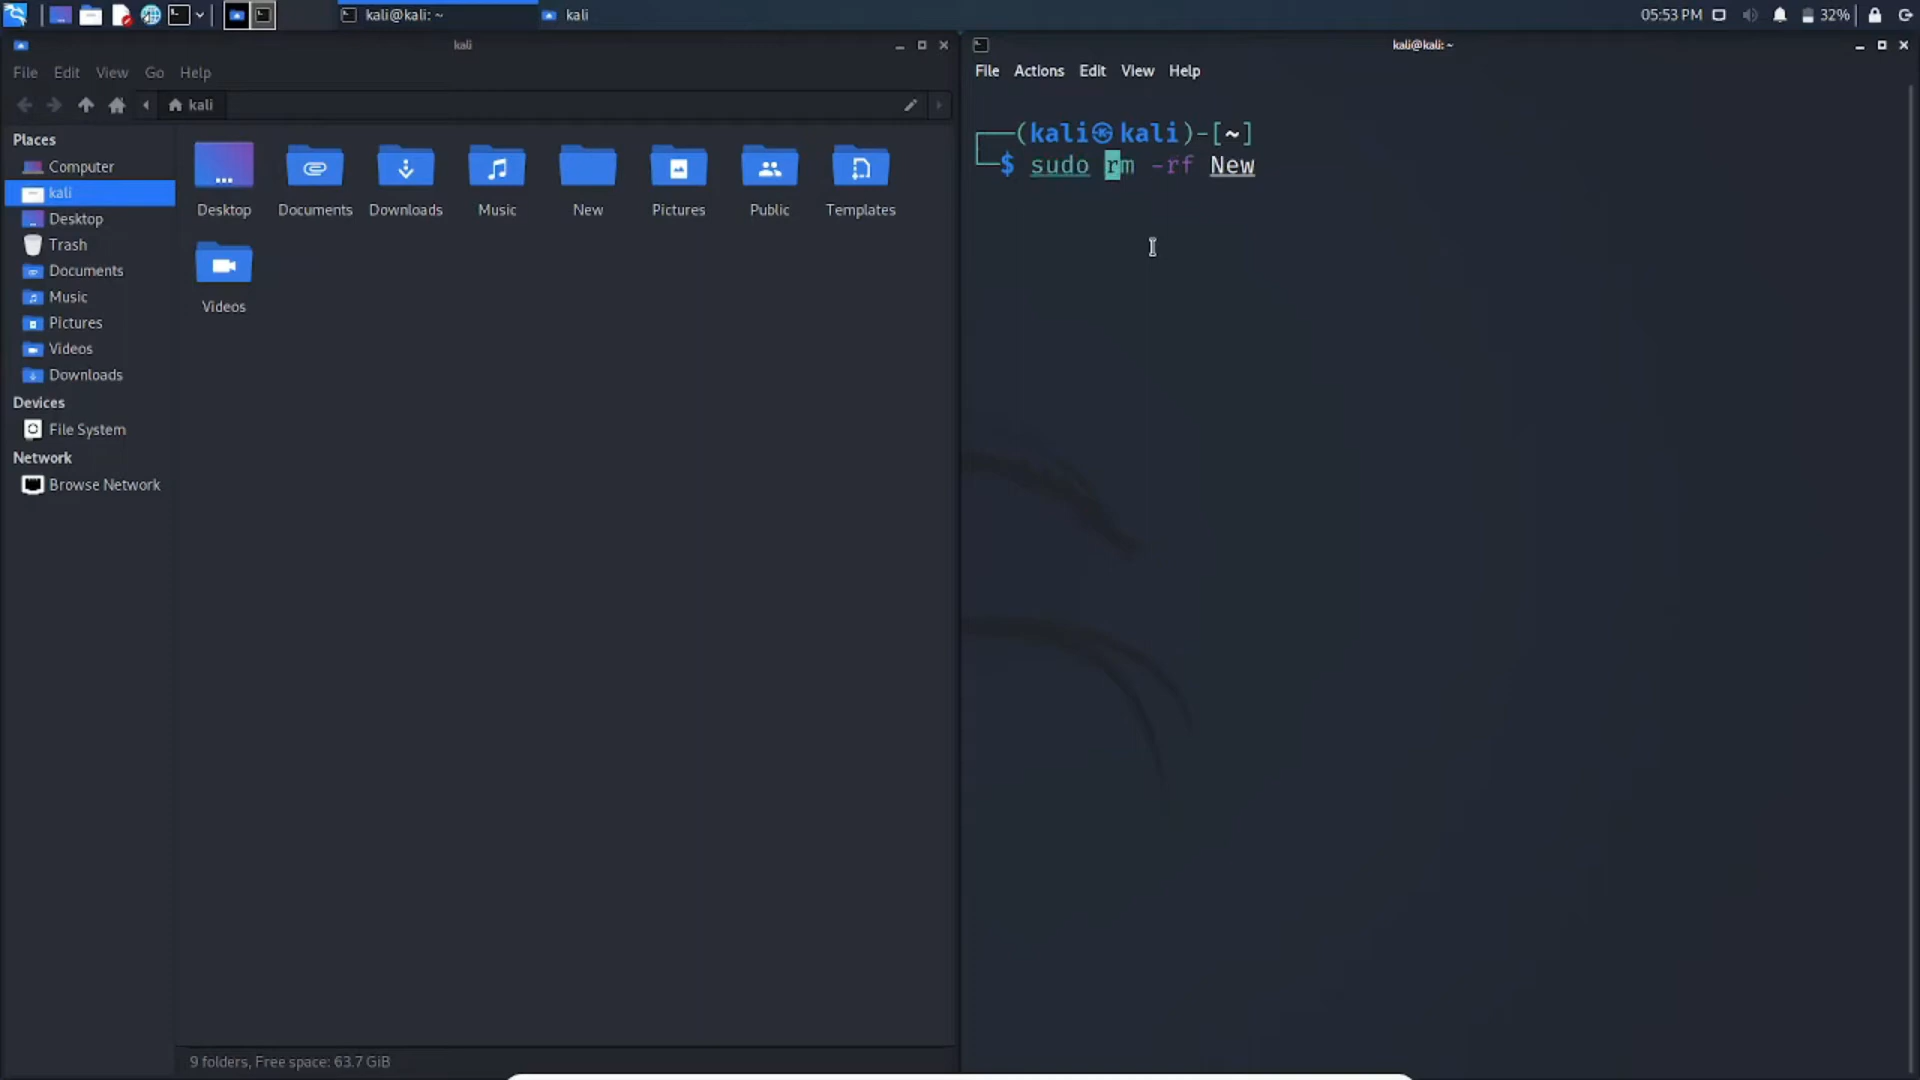 kali@kali: ~
kali
05:53 PM
32%
kali
File Edit View Go Help
kali
Places
Computer
kali
Desktop
Trash
Documents
Music
Pictures
Videos
Downloads
Devices
File System
Network
Browse Network
Desktop Documents Downloads Music New Pictures Public Templates
Videos
9 folders, Free space: 63.7 GiB
kali@kali: ~
File Actions Edit View Help
┌──(kali㉿kali)-[~]
└─$ sudo rm -rf New